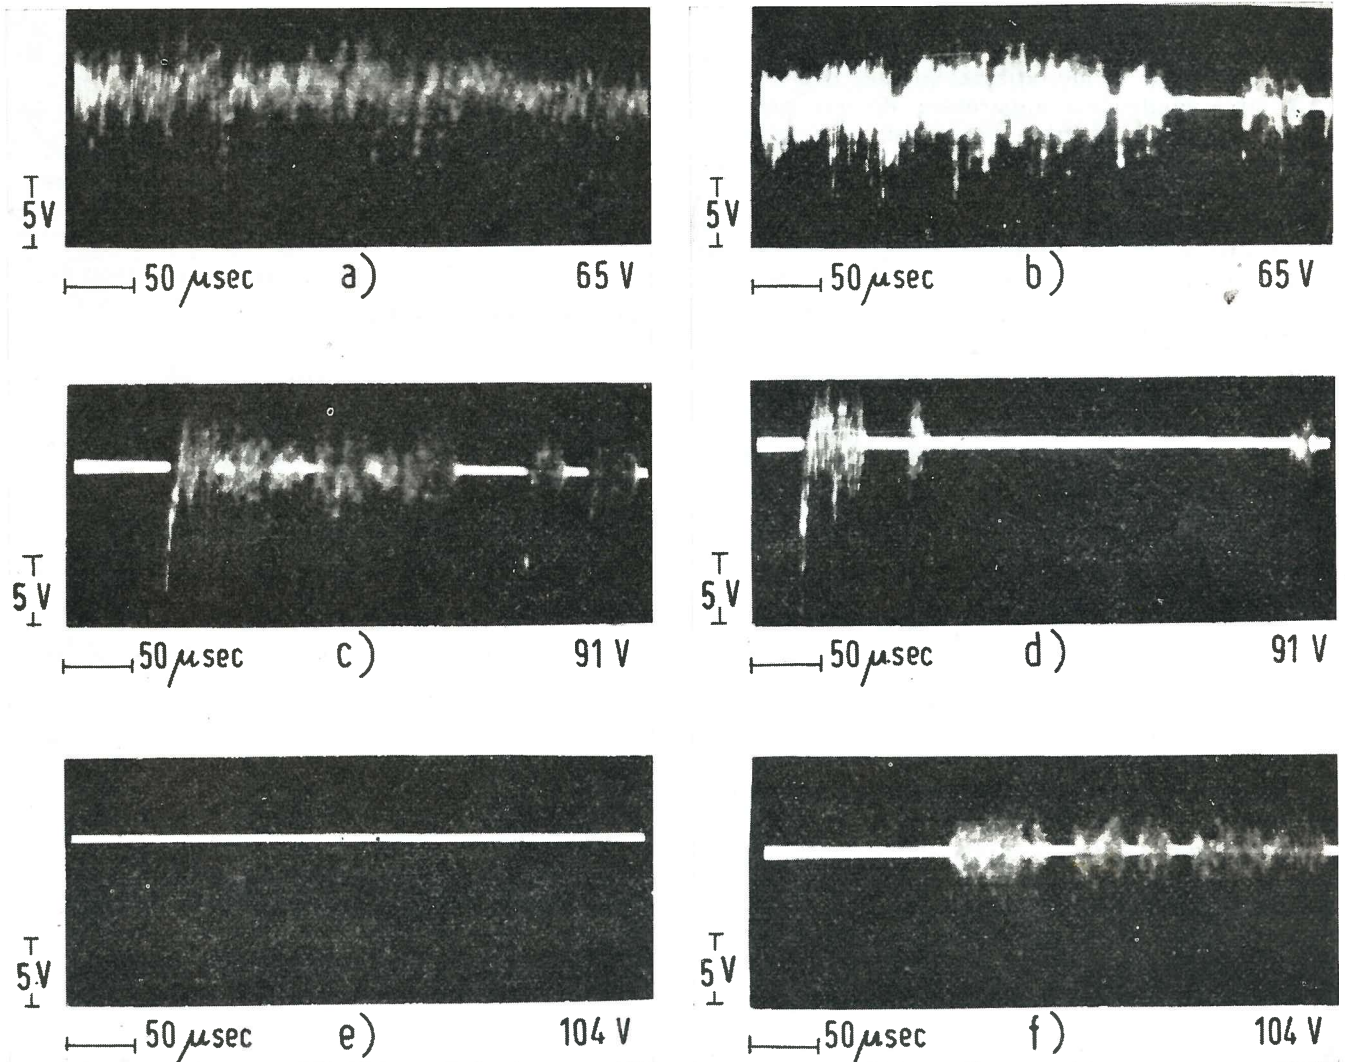 5V
5V
50 μsec a) 65 V
50 μsec b) 65 V
5V
5V
50 μsec c) 91 V
50 μsec d) 91 V
5V
5V
50 μsec e) 104 V
50 μsec f) 104 V